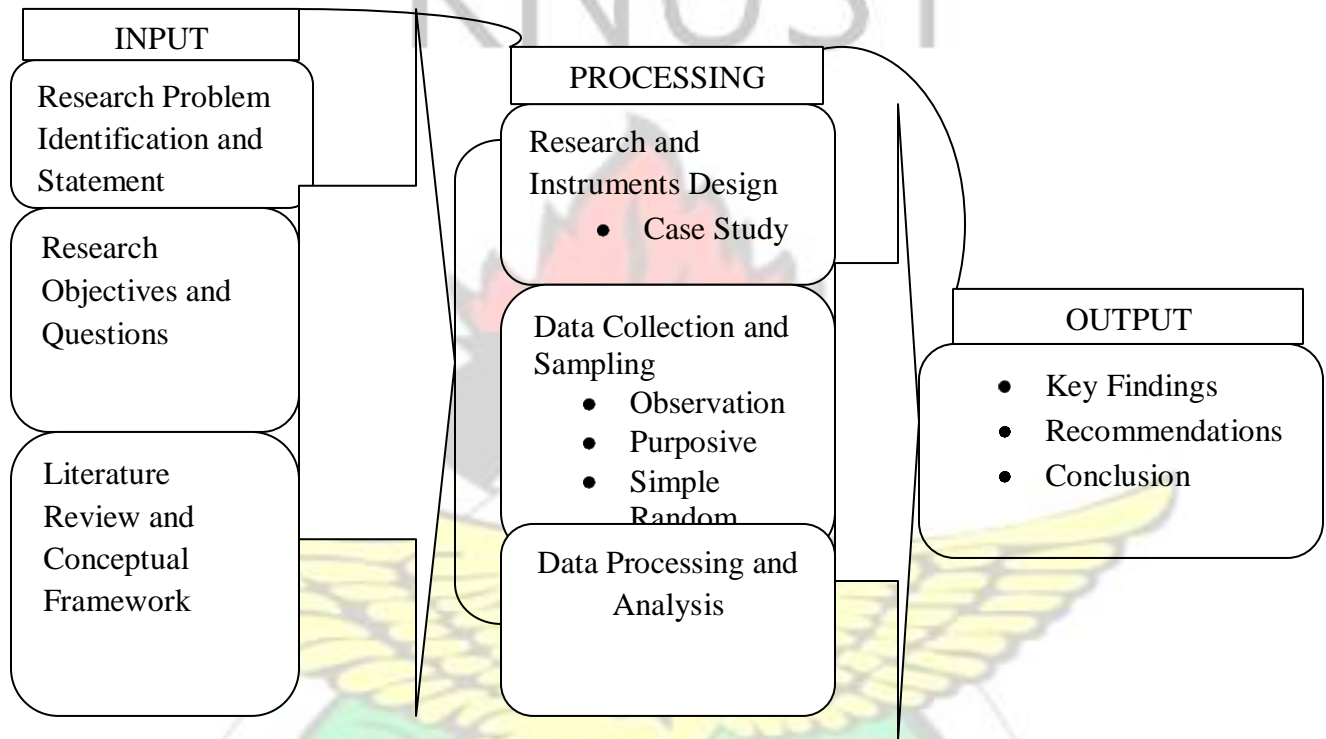 KNUST
INPUT
Research Problem
Identification and
Statement
Research
Objectives and
Questions
Literature
Review and
Conceptual
Framework
PROCESSING
Research and
Instruments Design
• Case Study
Data Collection and
Sampling
• Observation
• Purposive
• Simple
Random
Data Processing and
Analysis
OUTPUT
• Key Findings
• Recommendations
• Conclusion